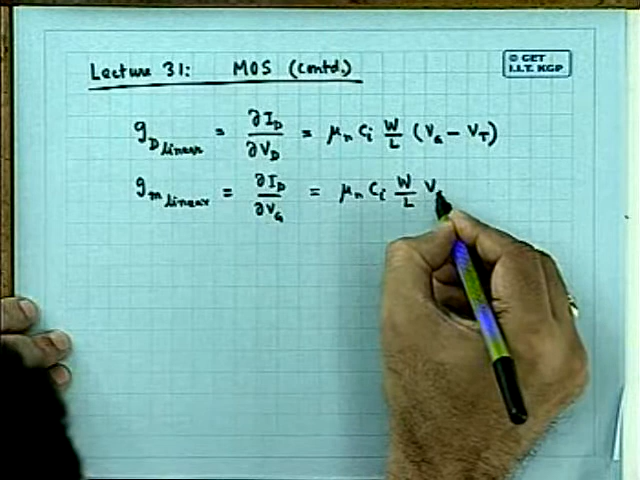 Lecture 31: MOS (Contd.)
© CET
I.I.T. KGP
g_D linear = ∂I_D/∂V_D = μ_n C_i W/L (V_G − V_T)
g_m linear = ∂I_D/∂V_G = μ_n C_i W/L V